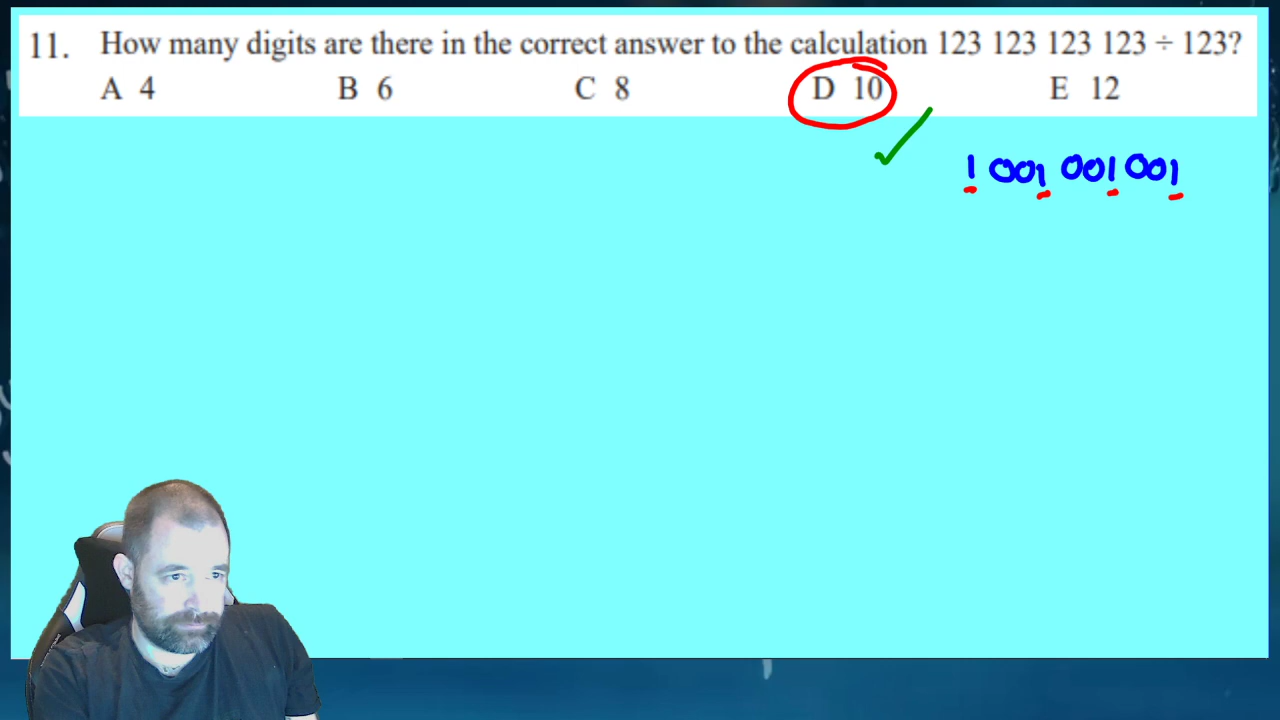 11. How many digits are there in the correct answer to the calculation 123 123 123 123 ÷ 123?
A 4 B 6 C 8 D 10 E 12
1 001 001 001